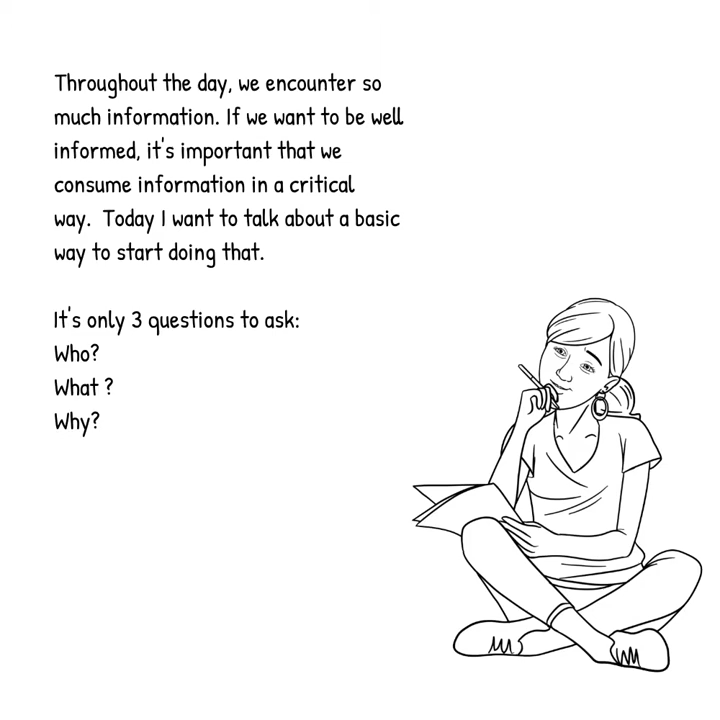 Throughout the day, we encounter so
much information. If we want to be well
informed, it's important that we
consume information in a critical
way.  Today I want to talk about a basic
way to start doing that.
It's only 3 questions to ask:
Who?
What ?
Why?